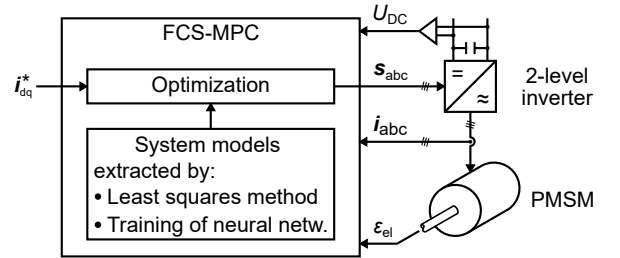 FCS-MPC
U_DC
i*_dq
Optimization
s_abc
=
≈
2-level
inverter
System models
extracted by:
• Least squares method
• Training of neural netw.
i_abc
PMSM
ε_el